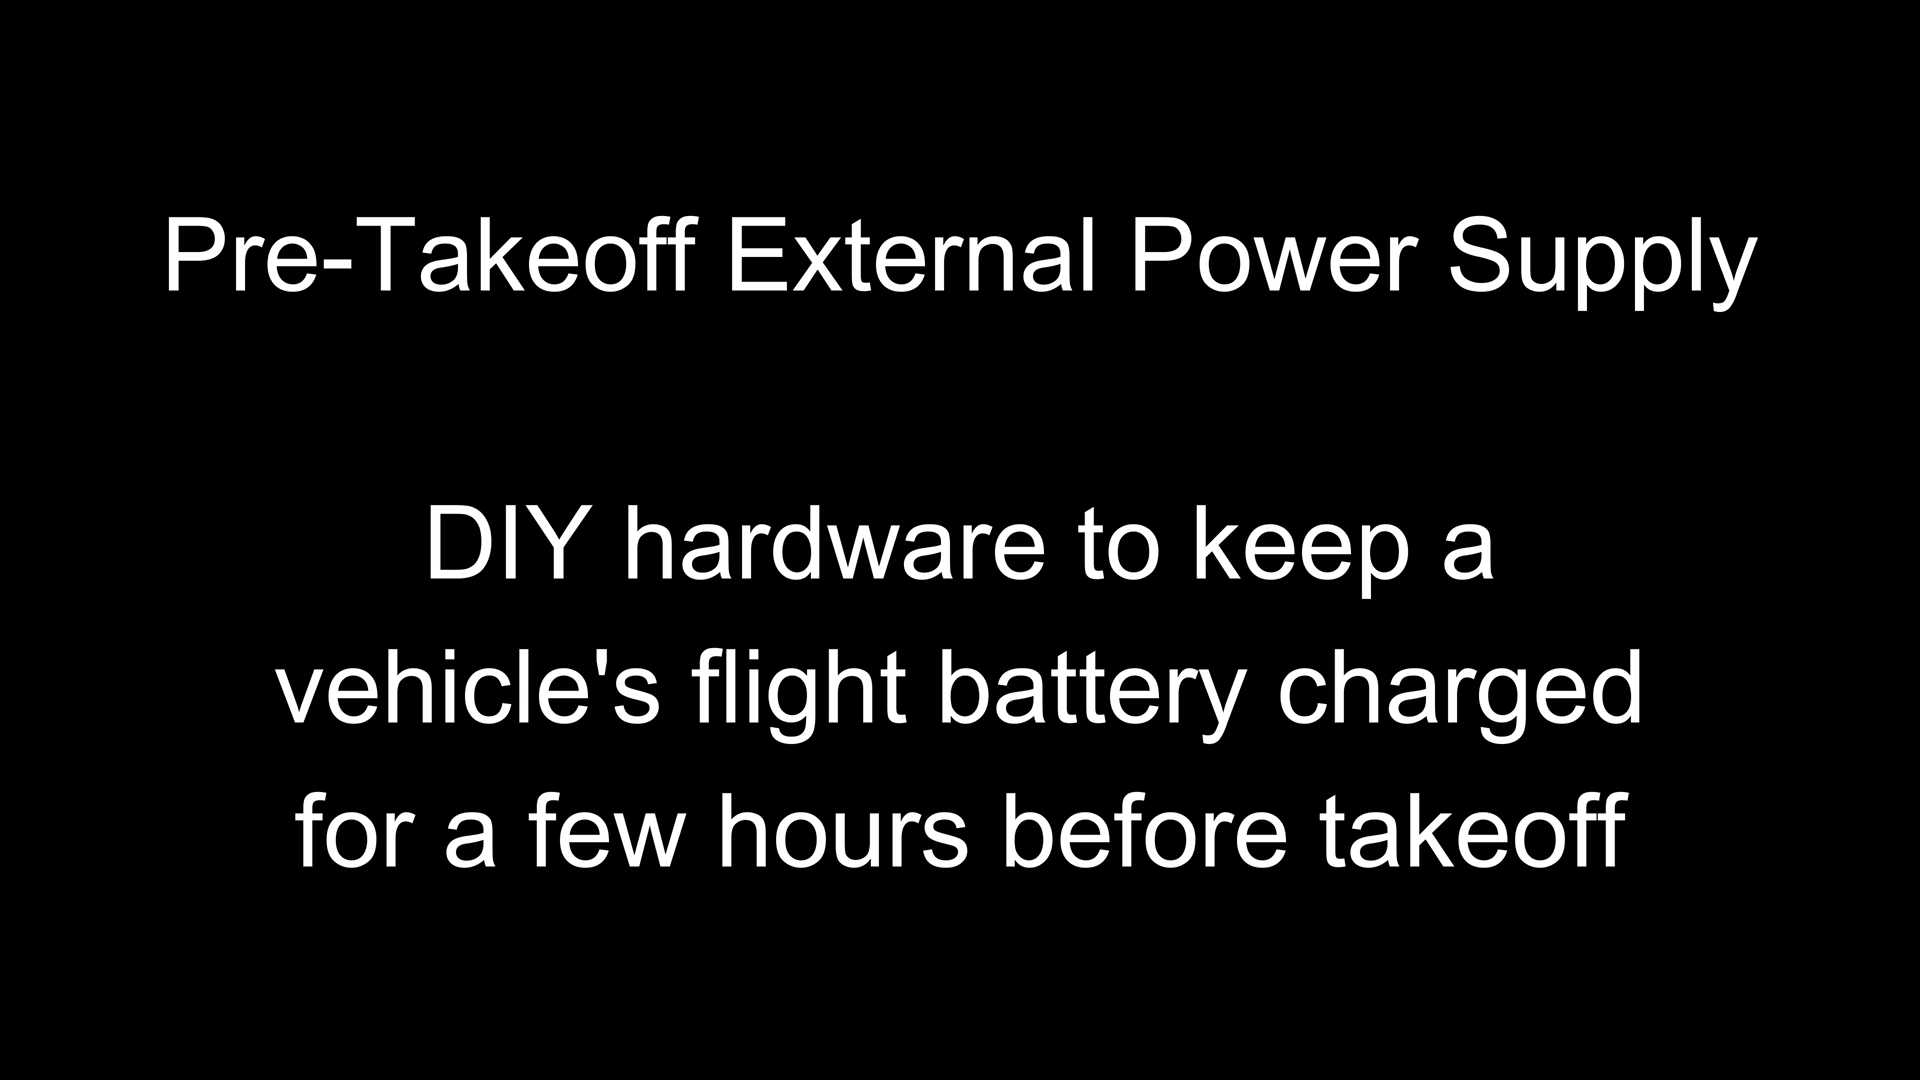 Pre-Takeoff External Power Supply
DIY hardware to keep a
vehicle's flight battery charged
for a few hours before takeoff